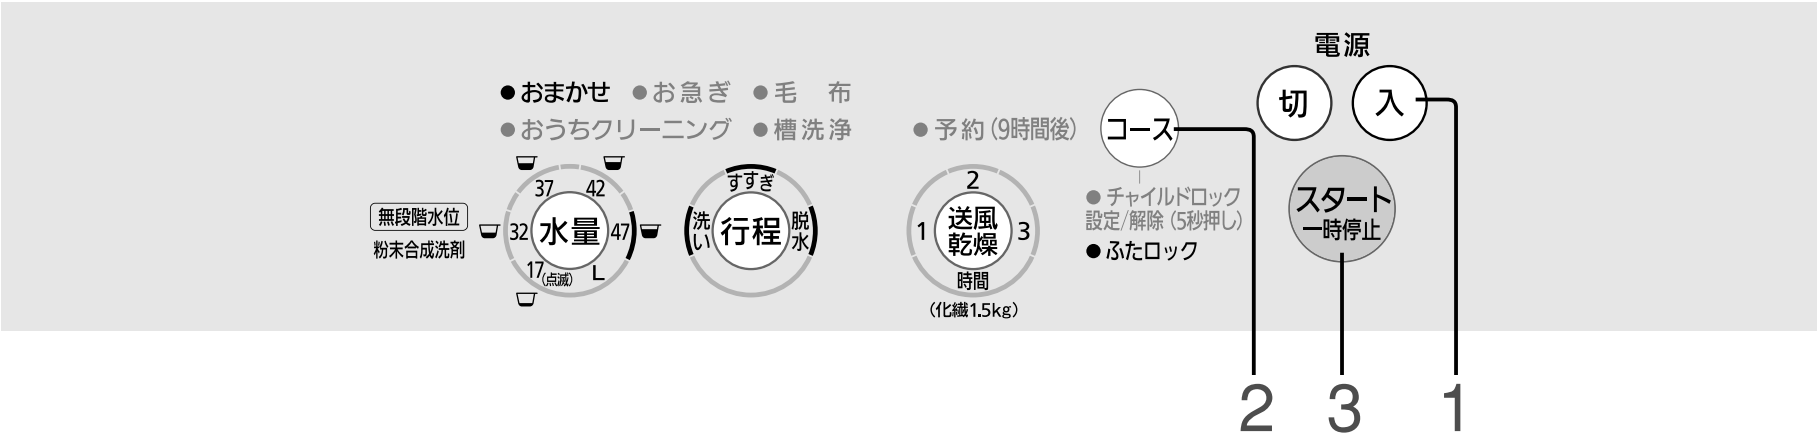 電源
切
入
●おまかせ ●お急ぎ ●毛 布
●おうちクリーニング ●槽洗浄
●予約(9時間後)
コース
●チャイルドロック
設定/解除(5秒押し)
●ふたロック
スタート
一時停止
無段階水位
粉末合成洗剤
37
42
32
水量
47
17(点滅)
L
すすぎ
洗い
行程
脱水
2
1
送風
乾燥
3
時間
(化繊1.5kg)
2
3
1